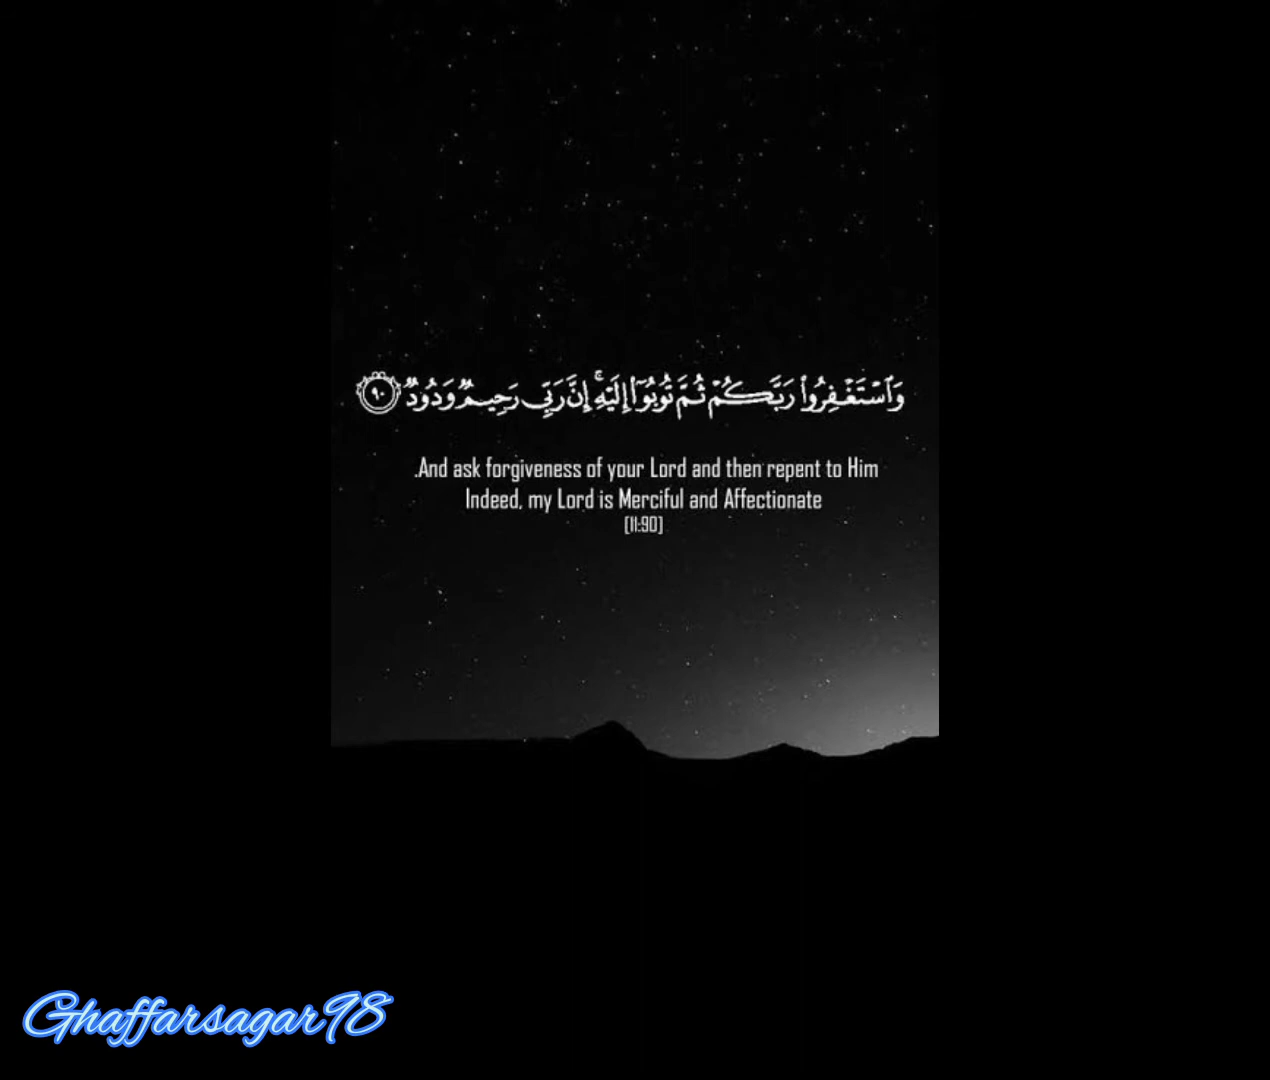 وَٱسْتَغْفِرُوا۟ رَبَّكُمْ ثُمَّ تُوبُوٓا۟ إِلَيْهِ ۚ إِنَّ رَبِّى رَحِيمٌ وَدُودٌ ٩٠
.And ask forgiveness of your Lord and then repent to Him
Indeed, my Lord is Merciful and Affectionate
[11:90]
Ghaffarsagar98